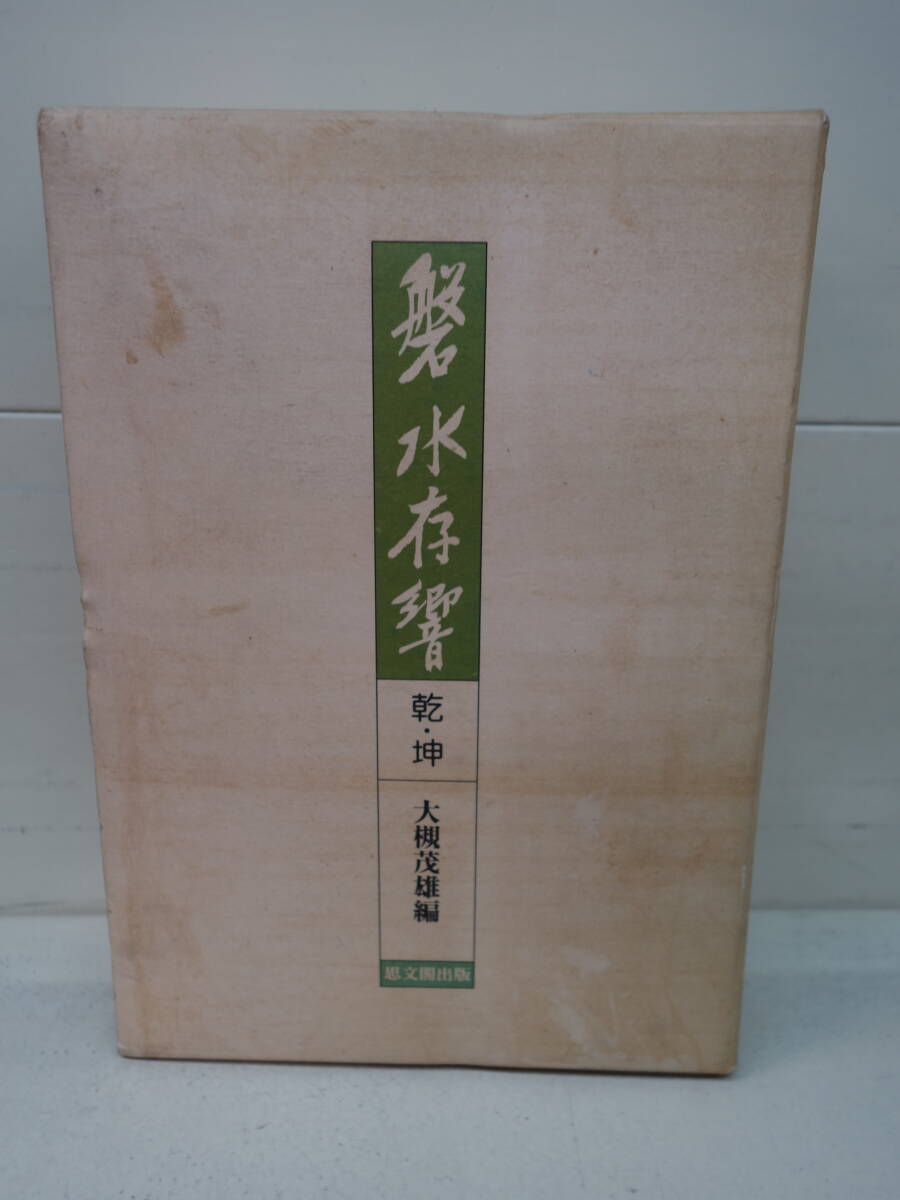 磐水存響
乾・坤
大槻茂雄編
思文閣出版